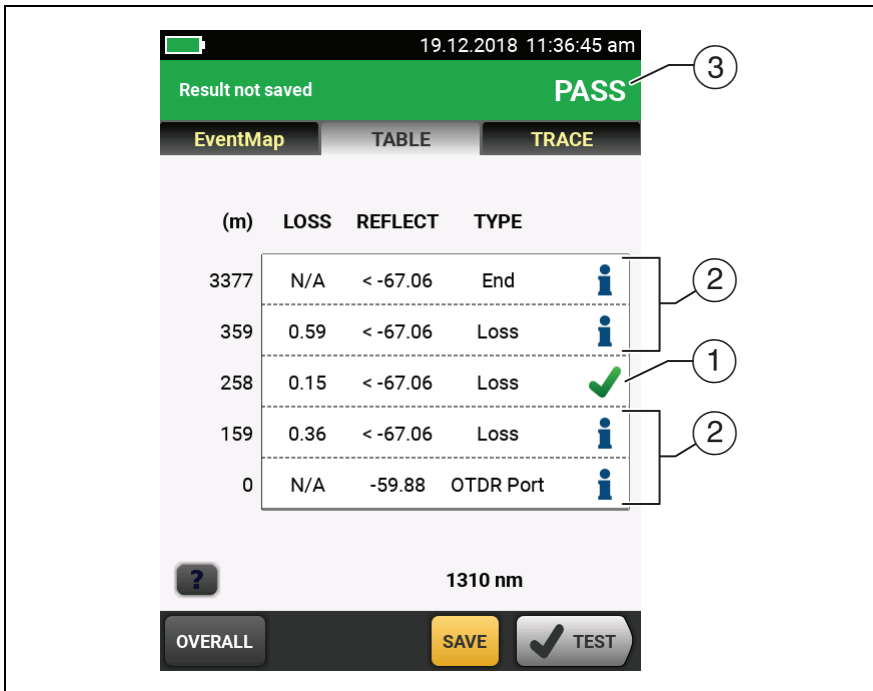 19.12.2018 11:36:45 am
Result not saved PASS 3
EventMap TABLE TRACE
(m) LOSS REFLECT TYPE
3377 N/A < -67.06 End i 2
359 0.59 < -67.06 Loss i
258 0.15 < -67.06 Loss 1
159 0.36 < -67.06 Loss i 2
0 N/A -59.88 OTDR Port i
? 1310 nm
OVERALL SAVE TEST